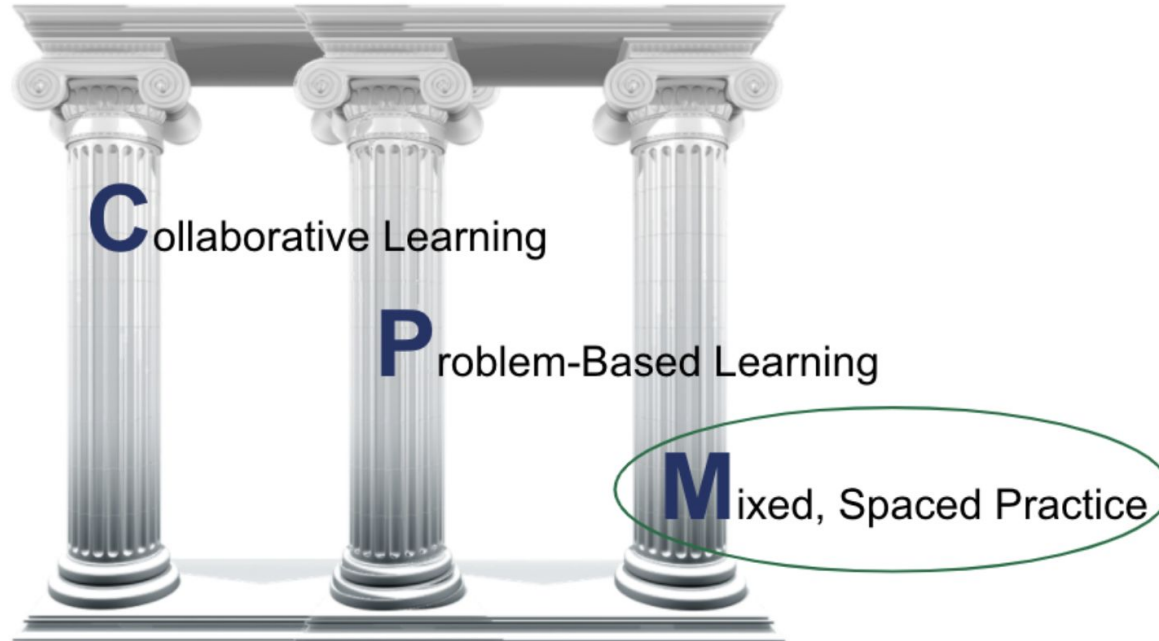 Collaborative Learning
Problem-Based Learning
Mixed, Spaced Practice